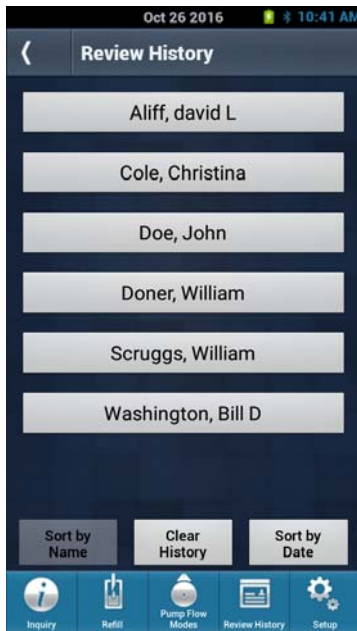 Oct 26 2016 10:41 AM
Review History
Aliff, david L
Cole, Christina
Doe, John
Doner, William
Scruggs, William
Washington, Bill D
Sort by Name
Clear History
Sort by Date
Inquiry
Refill
Pump Flow Modes
Review History
Setup